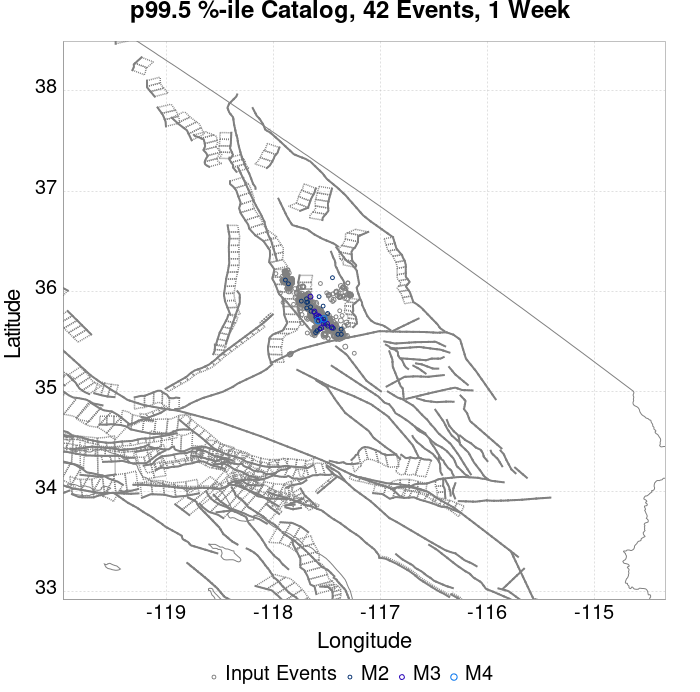 p99.5 %-ile Catalog, 42 Events, 1 Week
38
37
36
35
34
33
Latitude
-119 -118 -117 -116 -115
Longitude
Input Events M2 M3 M4